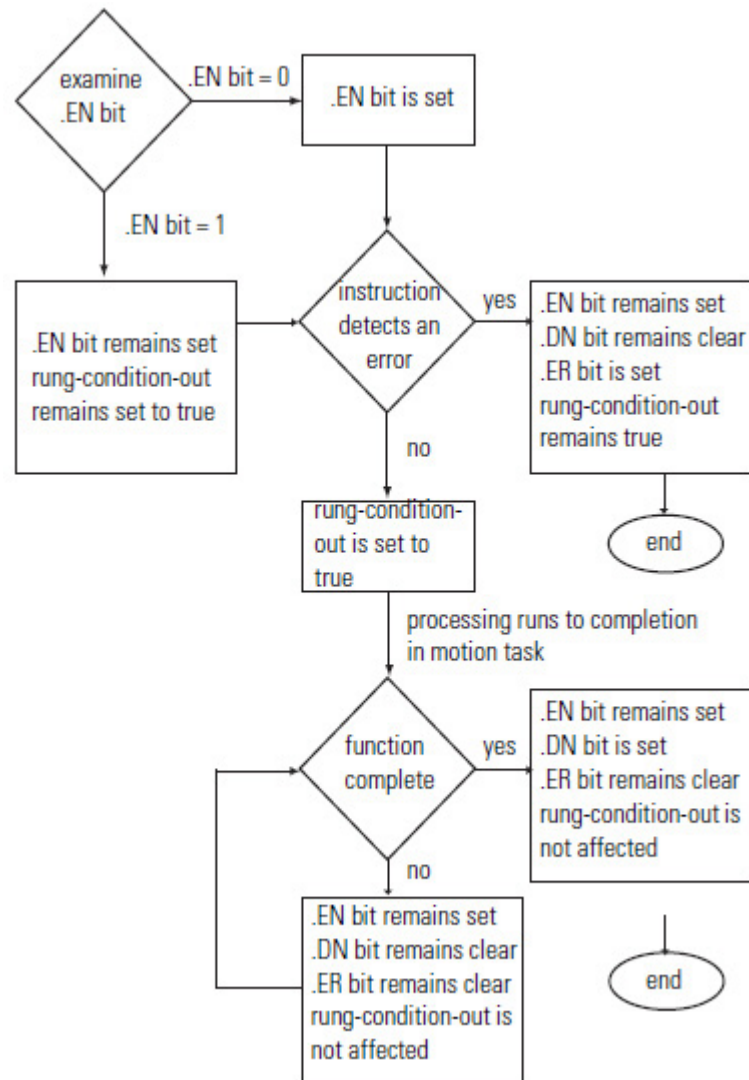 examine
.EN bit
.EN bit = 0
.EN bit is set
.EN bit = 1
.EN bit remains set
rung-condition-out
remains set to true
instruction
detects an
error
yes
.EN bit remains set
.DN bit remains clear
.ER bit is set
rung-condition-out
remains true
end
no
rung-condition-
out is set to
true
processing runs to completion
in motion task
function
complete
yes
.EN bit remains set
.DN bit is set
.ER bit remains clear
rung-condition-out is
not affected
end
no
.EN bit remains set
.DN bit remains clear
.ER bit remains clear
rung-condition-out is
not affected